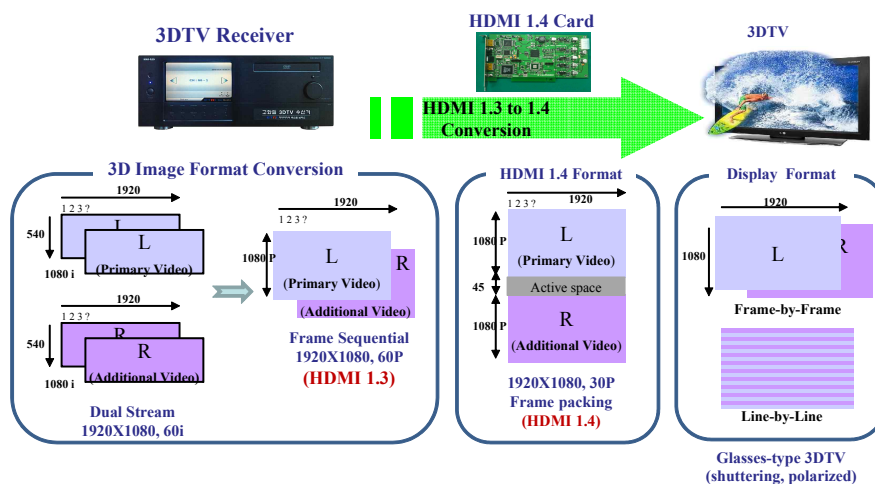 3DTV Receiver
HDMI 1.4 Card
3DTV
HDMI 1.3 to 1.4
Conversion
3D Image Format Conversion
1920
1 2 3 ?
540
1080 i
L
L
(Primary Video)
1920
1 2 3 ?
540
1080 i
R
R
(Additional Video)
Dual Stream
1920X1080, 60i
1920
1 2 3 ?
1080 P
L
(Primary Video)
R
(Additional Video)
Frame Sequential
1920X1080, 60P
(HDMI 1.3)
HDMI 1.4 Format
1920
1 2 3 ?
1080 P
L
(Primary Video)
45
Active space
1080 P
R
(Additional Video)
1920X1080, 30P
Frame packing
(HDMI 1.4)
Display Format
1920
1080
L
R
Frame-by-Frame
Line-by-Line
Glasses-type 3DTV
(shuttering, polarized)